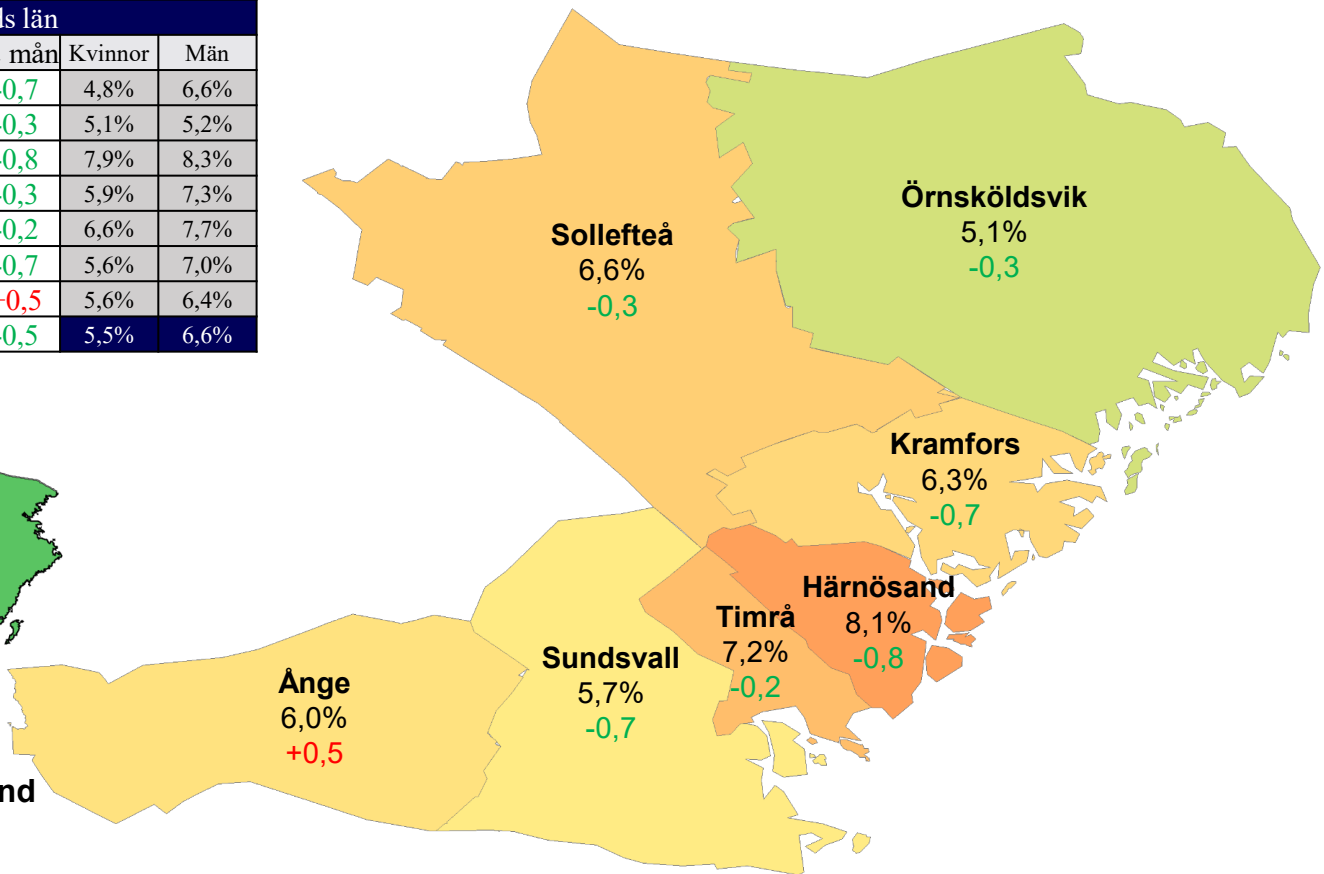 ds län
mån Kvinnor Män
-0,7 4,8% 6,6%
-0,3 5,1% 5,2%
-0,8 7,9% 8,3%
-0,3 5,9% 7,3%
-0,2 6,6% 7,7%
-0,7 5,6% 7,0%
+0,5 5,6% 6,4%
-0,5 5,5% 6,6%
Örnsköldsvik
5,1%
-0,3
Sollefteå
6,6%
-0,3
Kramfors
6,3%
-0,7
Härnösand
8,1%
-0,8
Timrå
7,2%
-0,2
Sundsvall
5,7%
-0,7
Ånge
6,0%
+0,5
nd